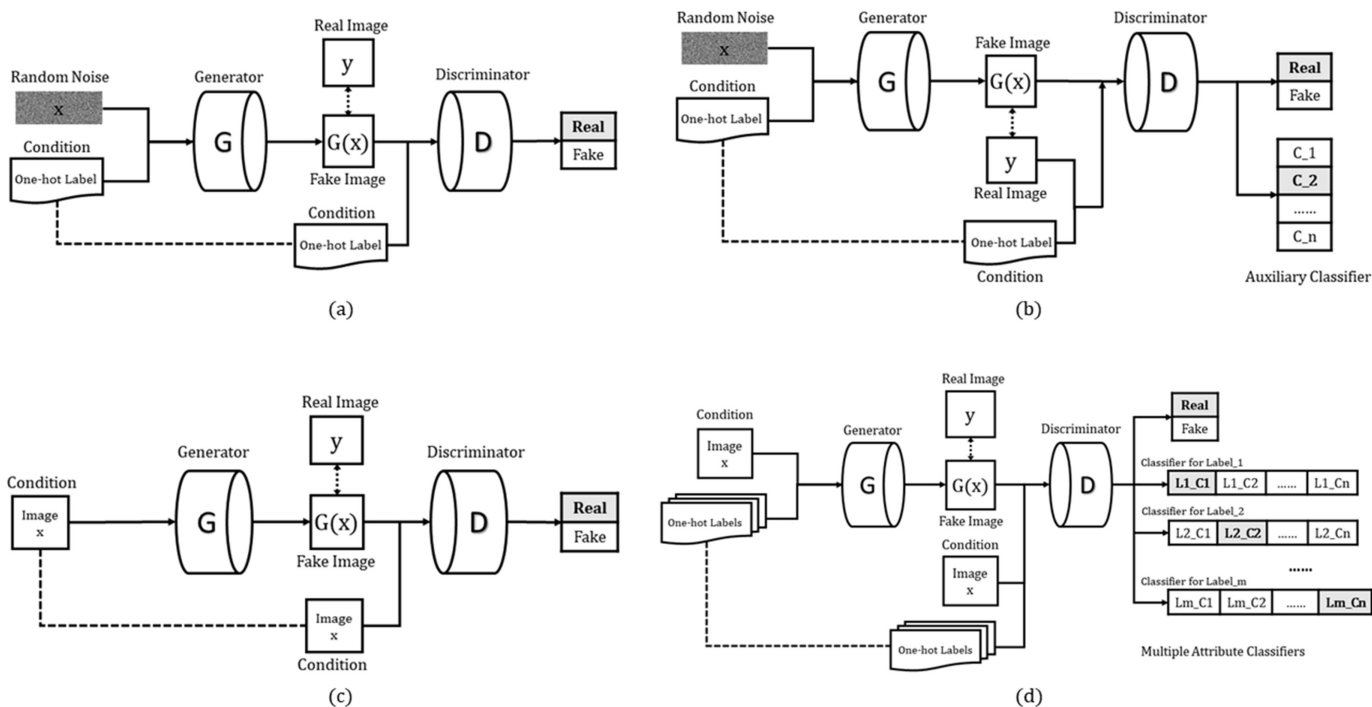 Real Image
y
Random Noise
x
Generator
G
Discriminator
D
G(x)
Fake Image
Real
Fake
Condition
One-hot Label
Condition
One-hot Label
(a)
Random Noise
x
Generator
G
Fake Image
G(x)
Discriminator
D
Real
Fake
Condition
One-hot Label
y
Real Image
C_1
C_2
......
C_n
One-hot Label
Condition
Auxiliary Classifier
(b)
Real Image
y
Generator
G
Discriminator
D
Condition
Image
x
G(x)
Fake Image
Real
Fake
Image
x
Condition
(c)
Real Image
y
Condition
Image
x
Generator
G
Discriminator
D
Real
Fake
G(x)
Fake Image
One-hot Labels
Classifier for Label_1
L1_C1 L1_C2 ...... L1_Cn
Classifier for Label_2
L2_C1 L2_C2 ...... L2_Cn
......
Classifier for Label_m
Lm_C1 Lm_C2 ...... Lm_Cn
Condition
Image
x
One-hot Labels
Multiple Attribute Classifiers
(d)